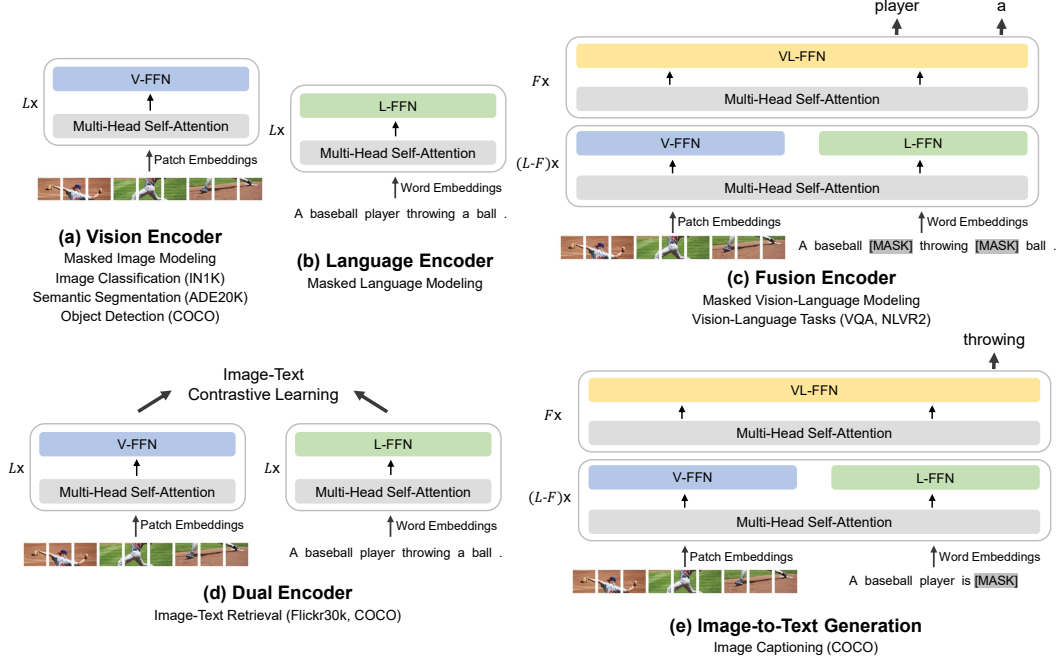 V-FFN
Multi-Head Self-Attention
Lx
Patch Embeddings
(a) Vision Encoder
Masked Image Modeling
Image Classification (IN1K)
Semantic Segmentation (ADE20K)
Object Detection (COCO)
L-FFN
Multi-Head Self-Attention
Lx
Word Embeddings
A baseball player throwing a ball .
(b) Language Encoder
Masked Language Modeling
player a
VL-FFN
Fx
Multi-Head Self-Attention
V-FFN L-FFN
(L-F)x
Multi-Head Self-Attention
Patch Embeddings Word Embeddings
A baseball [MASK] throwing [MASK] ball .
(c) Fusion Encoder
Masked Vision-Language Modeling
Vision-Language Tasks (VQA, NLVR2)
Image-Text
Contrastive Learning
V-FFN L-FFN
Lx Lx
Multi-Head Self-Attention Multi-Head Self-Attention
Patch Embeddings Word Embeddings
A baseball player throwing a ball .
(d) Dual Encoder
Image-Text Retrieval (Flickr30k, COCO)
throwing
VL-FFN
Fx
Multi-Head Self-Attention
V-FFN L-FFN
(L-F)x
Multi-Head Self-Attention
Patch Embeddings Word Embeddings
A baseball player is [MASK]
(e) Image-to-Text Generation
Image Captioning (COCO)